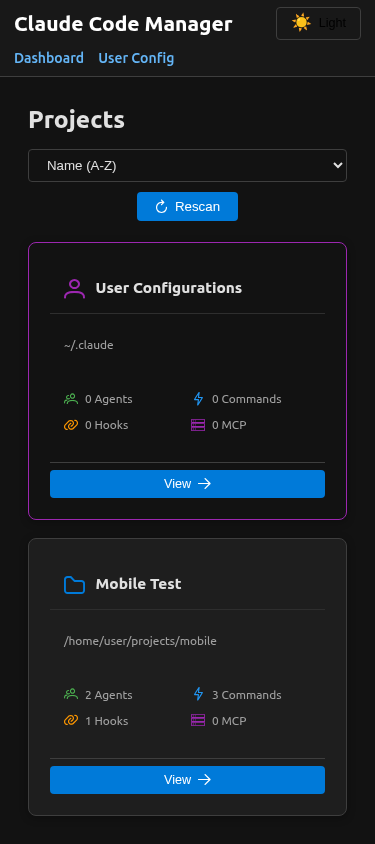 Claude Code Manager
Light
Dashboard User Config
Projects
Name (A-Z)
Rescan
User Configurations
~/.claude
0 Agents 0 Commands
0 Hooks 0 MCP
View
Mobile Test
/home/user/projects/mobile
2 Agents 3 Commands
1 Hooks 0 MCP
View